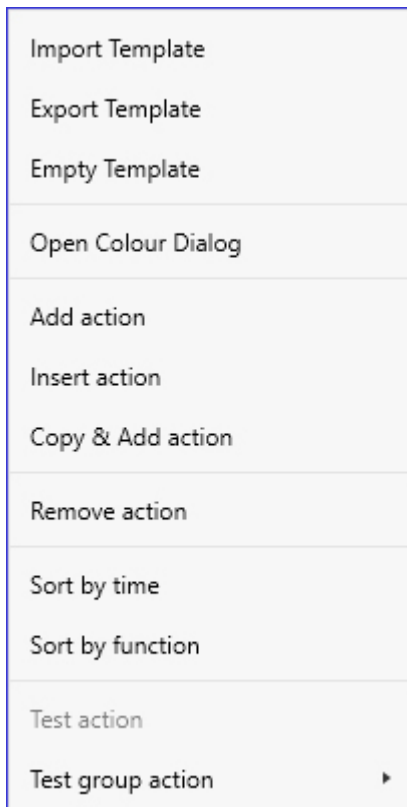 Import Template
Export Template
Empty Template
Open Colour Dialog
Add action
Insert action
Copy & Add action
Remove action
Sort by time
Sort by function
Test action
Test group action